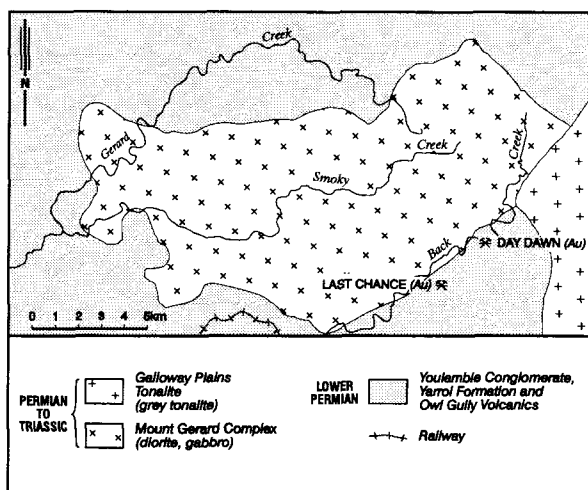 Creek
N
Gerard
Creek
Smoky
Creek
Back
DAY DAWN (Au)
LAST CHANCE (Au)
0 1 2 3 4 5km
PERMIAN
TO
TRIASSIC
Galloway Plains
Tonalite
(grey tonalite)
Mount Gerard Complex
(diorite, gabbro)
LOWER
PERMIAN
Youlambie Conglomerate,
Yarrol Formation and
Owl Gully Volcanics
Railway